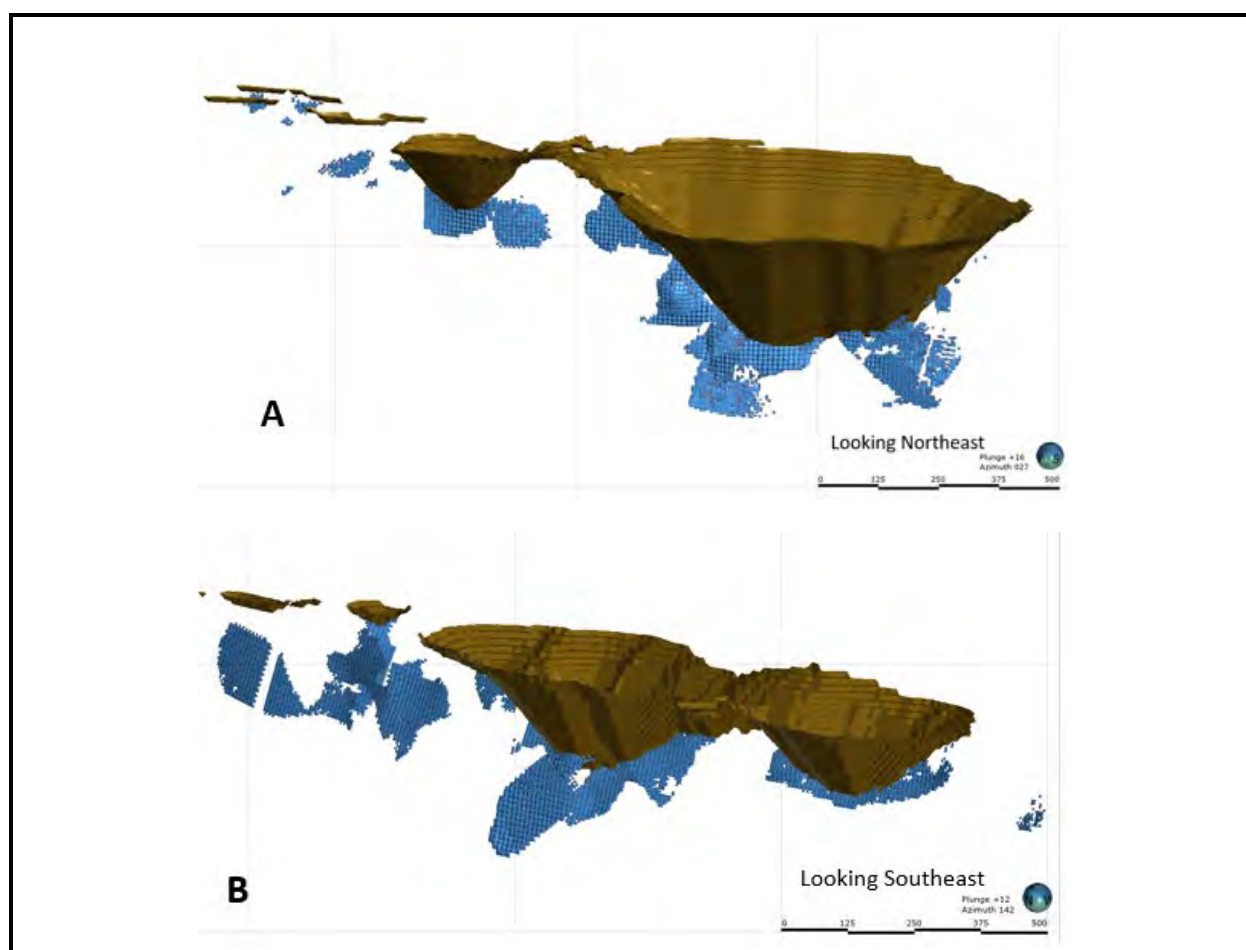 A
Looking Northeast
Plunge +16
Azimuth 027
0 125 250 375 500
B
Looking Southeast
Plunge +12
Azimuth 142
0 125 250 375 500